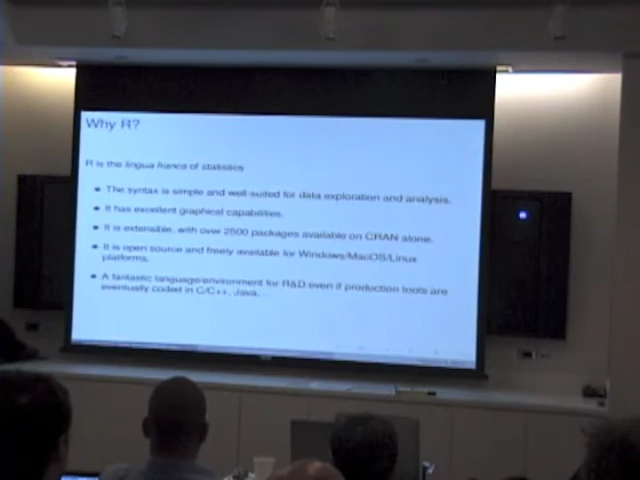 Why R?
R is the lingua franca of statistics
The syntax is simple and well-suited for data exploration and analysis.
It has excellent graphical capabilities.
It is extensible, with over 2500 packages available on CRAN alone.
It is open source and freely available for Windows/MacOS/Linux
platforms.
A fantastic language/environment for R&D even if production tools are
eventually coded in C/C++, Java, ...